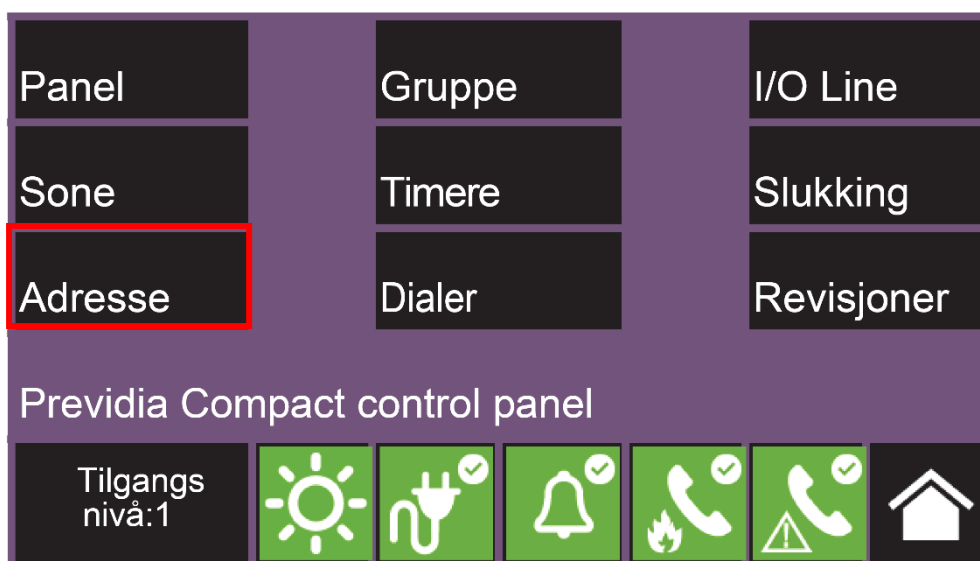 Panel
Gruppe
I/O Line
Sone
Timere
Slukking
Adresse
Dialer
Revisjoner
Previdia Compact control panel
Tilgangs
nivå:1